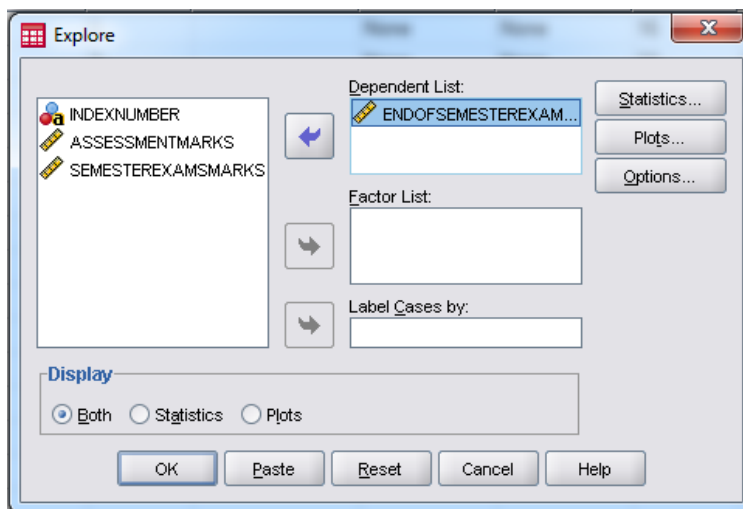 Explore
INDEXNUMBER
ASSESSMENTMARKS
SEMESTEREXAMSMARKS
Dependent List:
ENDOFSEMESTEREXAM...
Factor List:
Label Cases by:
Statistics...
Plots...
Options...
Display
Both Statistics Plots
OK Paste Reset Cancel Help